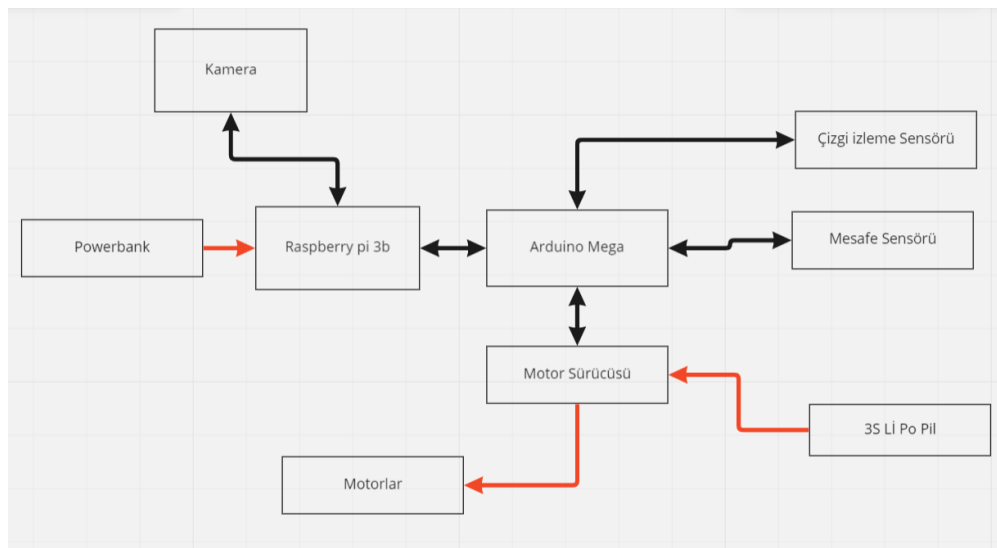 Kamera
Çizgi izleme Sensörü
Powerbank
Raspberry pi 3b
Arduino Mega
Mesafe Sensörü
Motor Sürücüsü
3S Lİ Po Pil
Motorlar